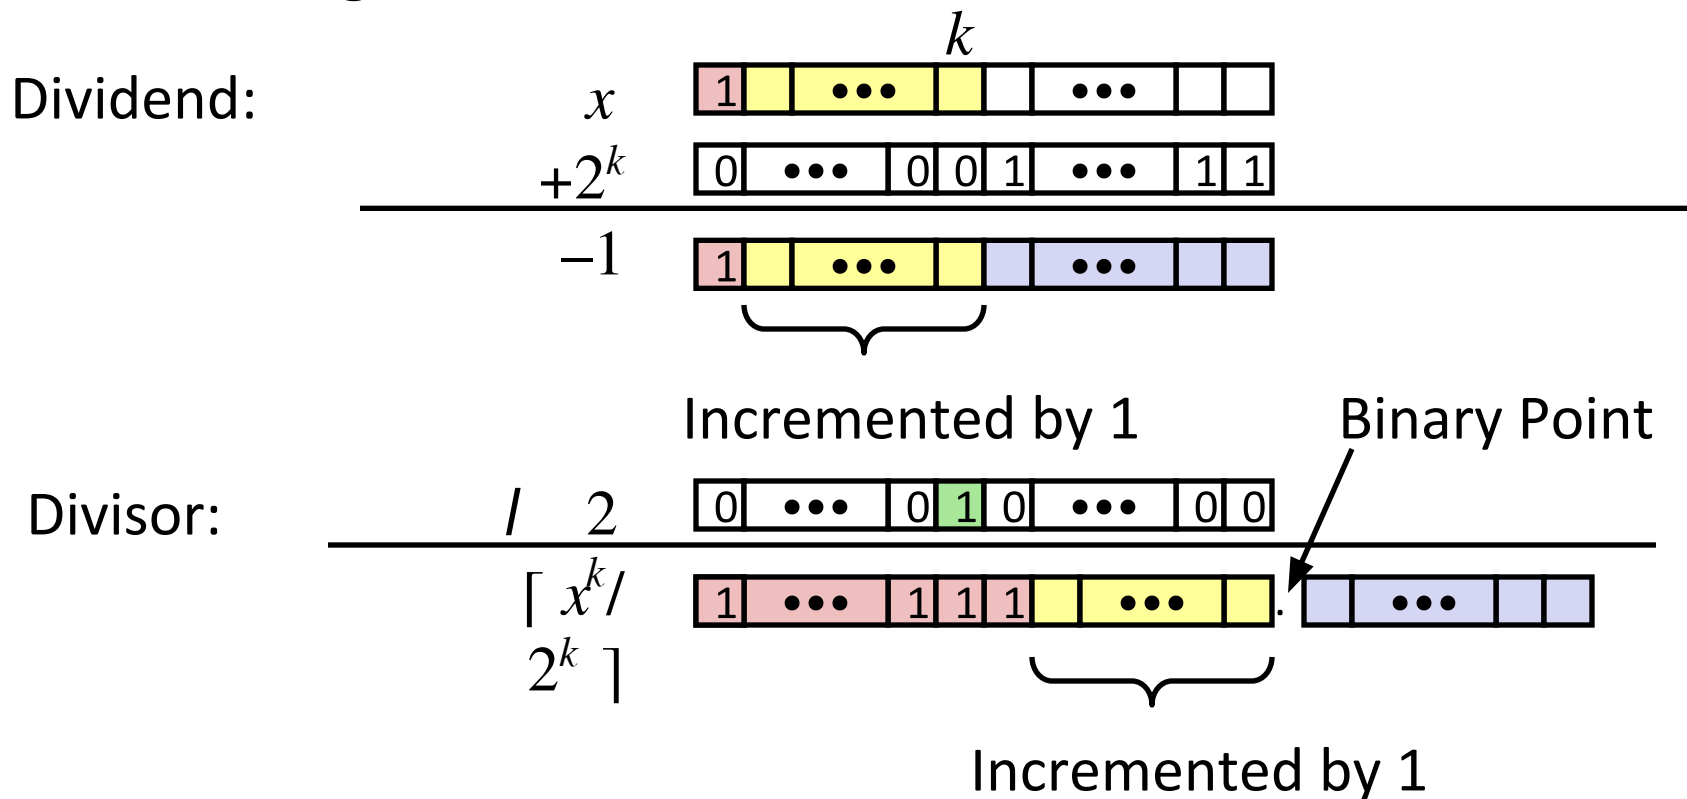 k
Dividend: x 1 ••• •••
+2^k 0 ••• 0 0 1 ••• 1 1
–1 1 ••• •••
Incremented by 1 Binary Point
Divisor: / 2 0 ••• 0 1 0 ••• 0 0
⌈ x^k / 1 ••• 1 1 1 ••• . •••
2^k ⌉
Incremented by 1